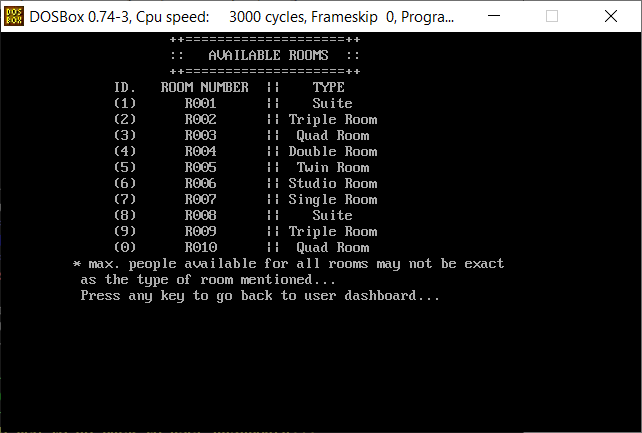 DOS BOX
DOSBox 0.74-3, Cpu speed: 3000 cycles, Frameskip 0, Progra...
++=====================++
:: AVAILABLE ROOMS ::
++=====================++
ID. ROOM NUMBER ¦¦ TYPE
(1) R001 ¦¦ Suite
(2) R002 ¦¦ Triple Room
(3) R003 ¦¦ Quad Room
(4) R004 ¦¦ Double Room
(5) R005 ¦¦ Twin Room
(6) R006 ¦¦ Studio Room
(7) R007 ¦¦ Single Room
(8) R008 ¦¦ Suite
(9) R009 ¦¦ Triple Room
(0) R010 ¦¦ Quad Room
* max. people available for all rooms may not be exact
as the type of room mentioned...
Press any key to go back to user dashboard...